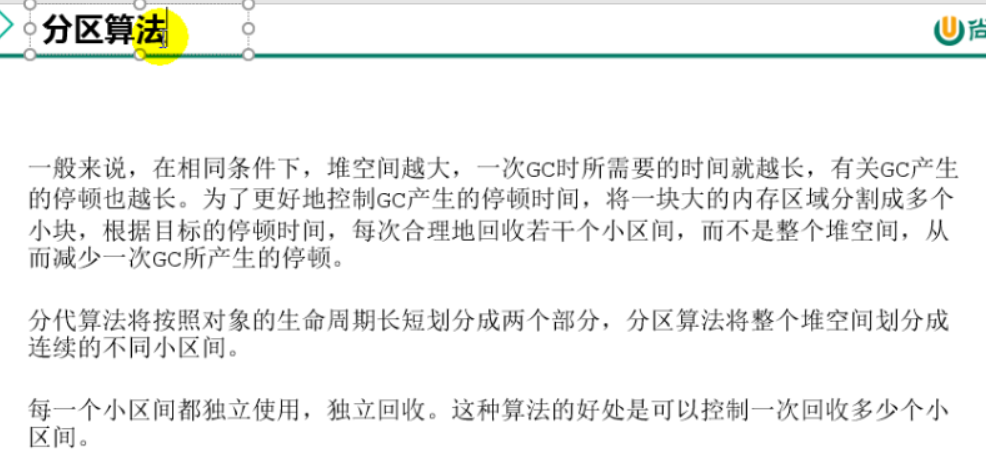 分区算法
尚
一般来说，在相同条件下，堆空间越大，一次GC时所需要的时间就越长，有关GC产生
的停顿也越长。为了更好地控制GC产生的停顿时间，将一块大的内存区域分割成多个
小块，根据目标的停顿时间，每次合理地回收若干个小区间，而不是整个堆空间，从
而减少一次GC所产生的停顿。
分代算法将按照对象的生命周期长短划分成两个部分，分区算法将整个堆空间划分成
连续的不同小区间。
每一个小区间都独立使用，独立回收。这种算法的好处是可以控制一次回收多少个小
区间。